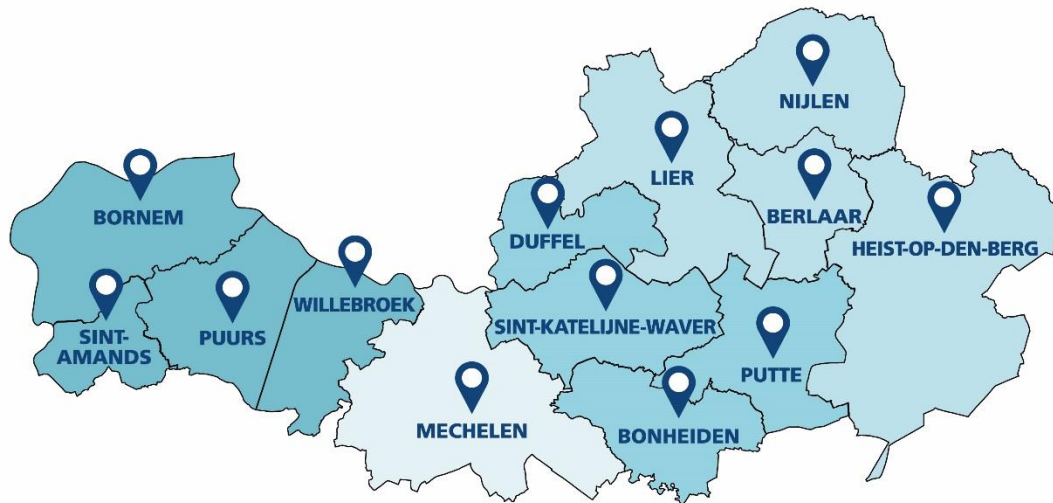 NIJLEN
LIER
BORNEM
BERLAAR
DUFFEL
HEIST-OP-DEN-BERG
WILLEBROEK
SINT-
AMANDS
PUURS
SINT-KATELIJNE-WAVER
PUTTE
MECHELEN
BONHEIDEN